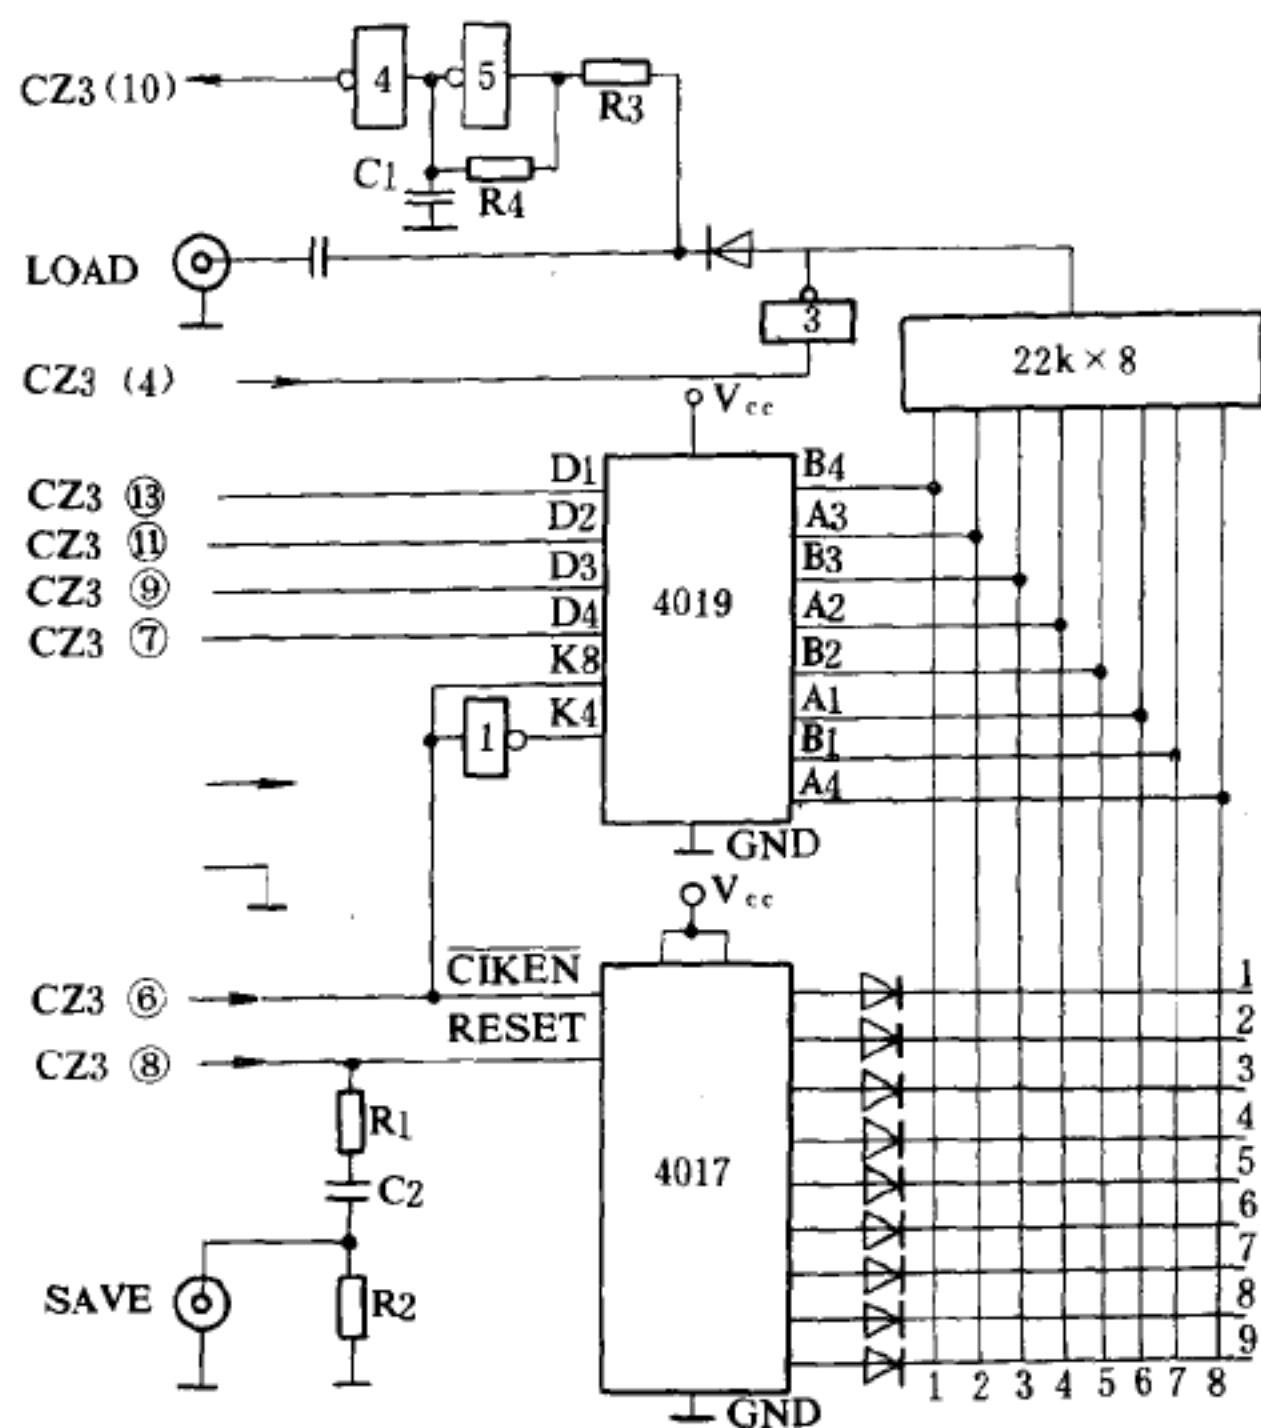 4
5
CZ3(10)
R3
C1
R4
LOAD
3
22k × 8
CZ3 (4)
Vcc
CZ3 ⑬
D1
B4
CZ3 ⑪
D2
A3
CZ3 ⑨
D3
B3
4019
CZ3 ⑦
D4
A2
K8
B2
1
K4
A1
B1
A4
GND
Vcc
CZ3 ⑥
CIKEN
1
RESET
2
CZ3 ⑧
3
R1
4
4017
5
C2
6
7
SAVE
R2
8
9
1 2 3 4 5 6 7 8
GND